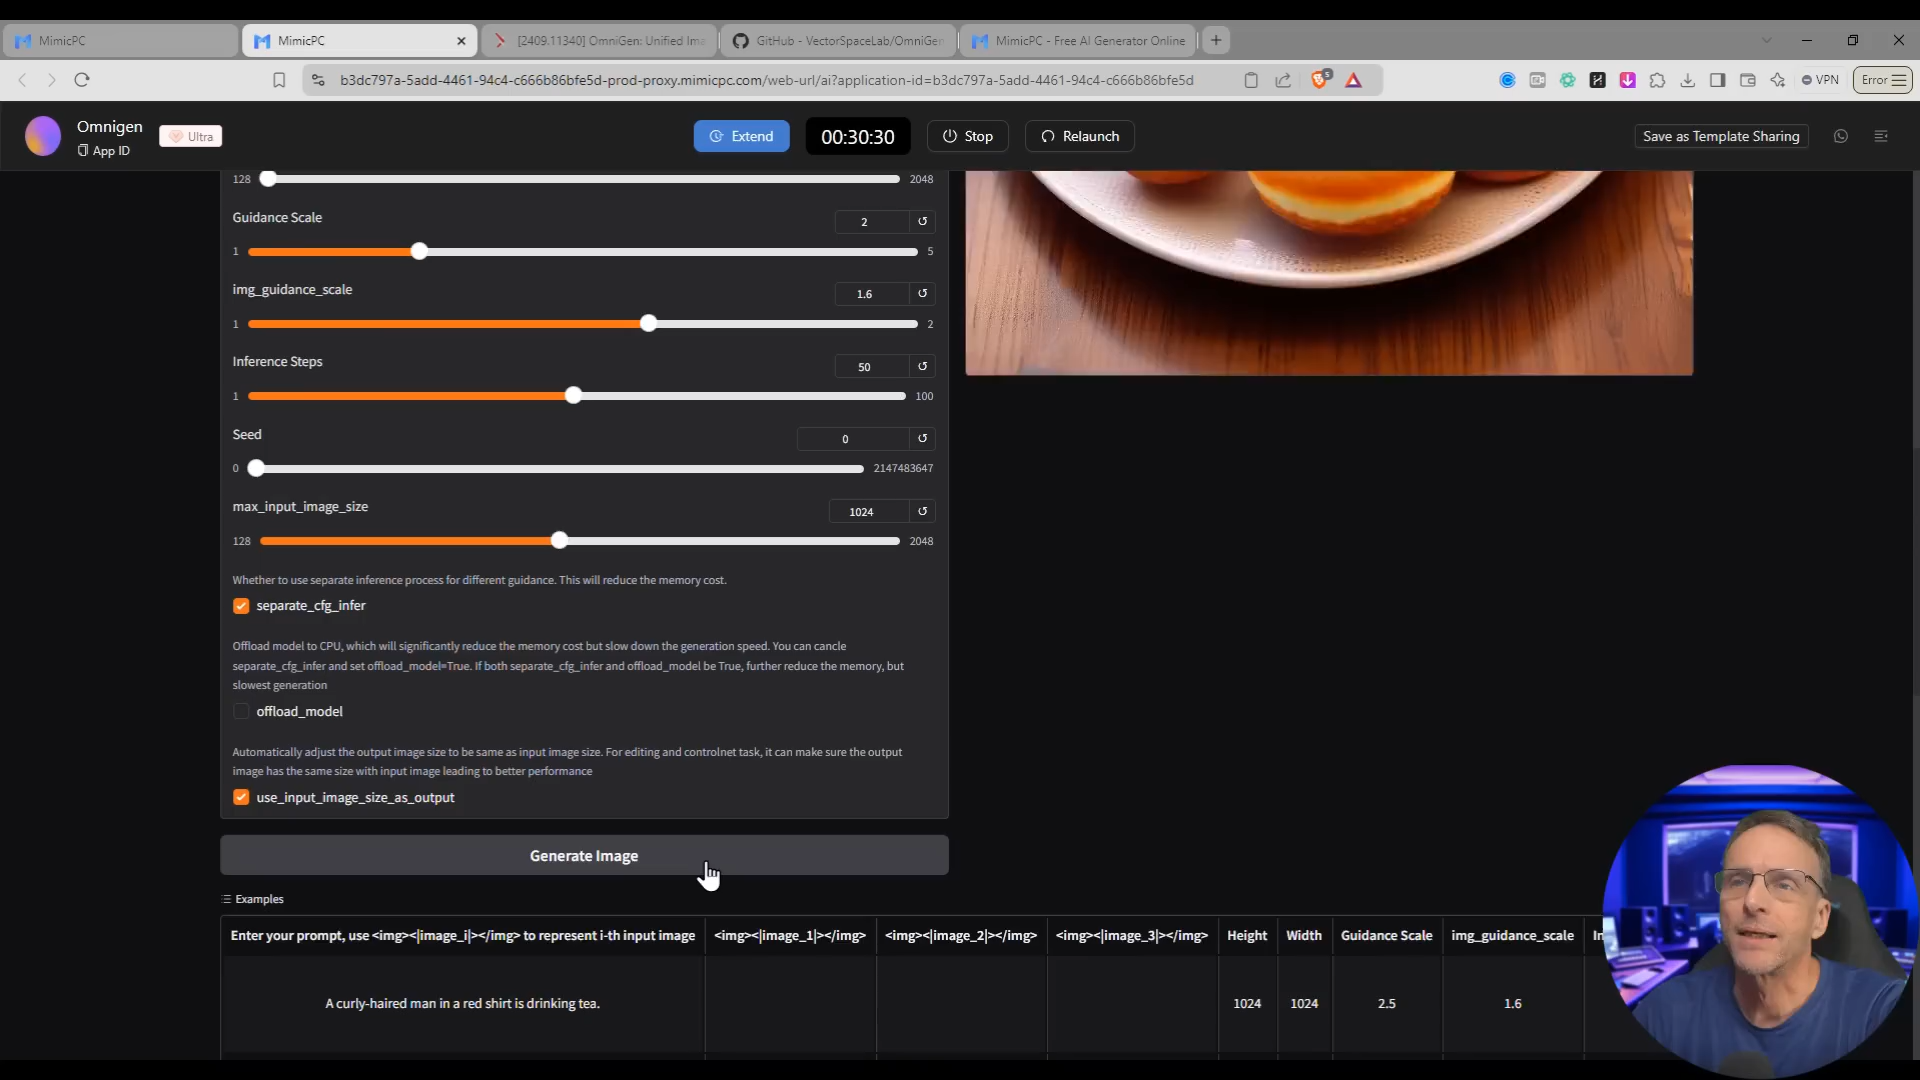 MimicPC
MimicPC
[2409.11340] OmniGen: Unified Ima
GitHub - VectorSpaceLab/OmniGen
MimicPC - Free AI Generator Online
b3dc797a-5add-4461-94c4-c666b86bfe5d-prod-proxy.mimicpc.com/web-url/ai?application-id=b3dc797a-5add-4461-94c4-c666b86bfe5d
5
VPN
Error
Omnigen
App ID
Ultra
Extend
00:30:30
Stop
Relaunch
Save as Template Sharing
128
2048
Guidance Scale
2
1
5
img_guidance_scale
1.6
1
2
Inference Steps
50
1
100
Seed
0
0
2147483647
max_input_image_size
1024
128
2048
Whether to use separate inference process for different guidance. This will reduce the memory cost.
separate_cfg_infer
Offload model to CPU, which will significantly reduce the memory cost but slow down the generation speed. You can cancle
separate_cfg_infer and set offload_model=True. If both separate_cfg_infer and offload_model be True, further reduce the memory, but
slowest generation
offload_model
Automatically adjust the output image size to be same as input image size. For editing and controlnet task, it can make sure the output
image has the same size with input image leading to better performance
use_input_image_size_as_output
Generate Image
Examples
Enter your prompt, use <img><|image_i|></img> to represent i-th input image
<img><|image_1|></img>
<img><|image_2|></img>
<img><|image_3|></img>
Height
Width
Guidance Scale
img_guidance_scale
A curly-haired man in a red shirt is drinking tea.
1024
1024
2.5
1.6